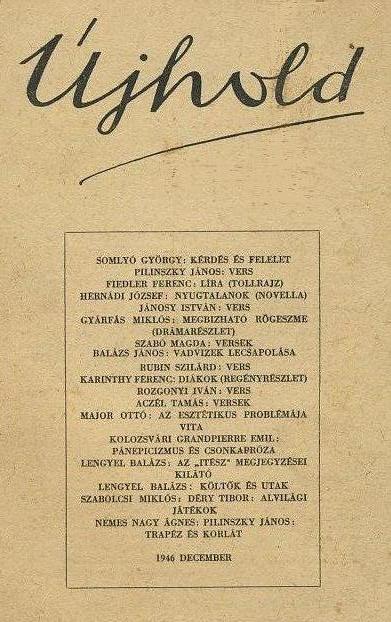 Újhold
SOMLYÓ GYÖRGY: KÉRDÉS ÉS FELELET
PILINSZKY JÁNOS: VERS
FIEDLER FERENC: LÍRA (TOLLRAJZ)
HERNÁDI JÓZSEF: NYUGTALANOK (NOVELLA)
JÁNOSY ISTVÁN: VERS
GYÁRFÁS MIKLÓS: MEGBIZHATÓ RÖGESZME
(DRÁMARÉSZLET)
SZABÓ MAGDA: VERSEK
BALÁZS JÁNOS: VADVIZEK LECSAPOLÁSA
RUBIN SZILÁRD: VERS
KARINTHY FERENC: DIÁKOK (REGÉNYRÉSZLET)
ROZGONYI IVÁN: VERS
ACZÉL TAMÁS: VERSEK
MAJOR OTTÓ: AZ ESZTÉTIKUS PROBLÉMÁJA
VITA
KOLOZSVÁRI GRANDPIERRE EMIL:
PÁNEPICIZMUS ÉS CSONKAPRÓZA
LENGYEL BALÁZS: AZ „ITÉSZ" MEGJEGYZÉSEI
KILÁTÓ
LENGYEL BALÁZS: KÖLTŐK ÉS UTAK
SZABOLCSI MIKLÓS: DÉRY TIBOR: ALVILÁGI
JÁTÉKOK
NEMES NAGY ÁGNES: PILINSZKY JÁNOS:
TRAPÉZ ÉS KORLÁT
1946 DECEMBER